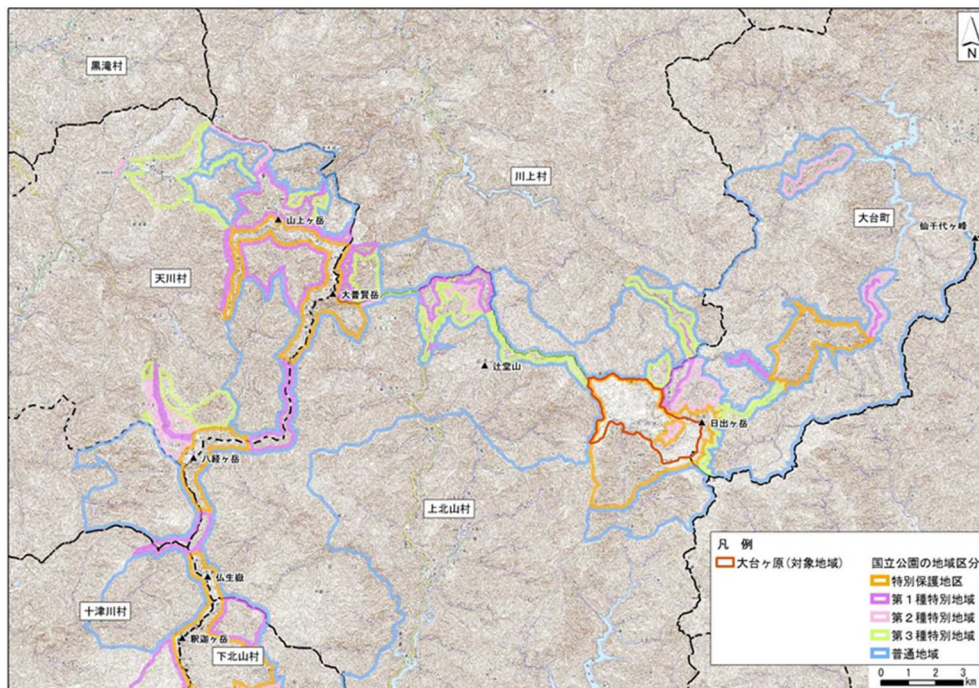 N
黒滝村
川上村
大台町
仙千代ヶ峰
山上ヶ岳
天川村
大普賢岳
辻堂山
日出ヶ岳
八経ヶ岳
上北山村
仏生嶽
十津川村
釈迦ヶ岳
下北山村
凡 例
大台ヶ原(対象地域)
国立公園の地域区分
特別保護地区
第1種特別地域
第2種特別地域
第3種特別地域
普通地域
0 1 2 3
km